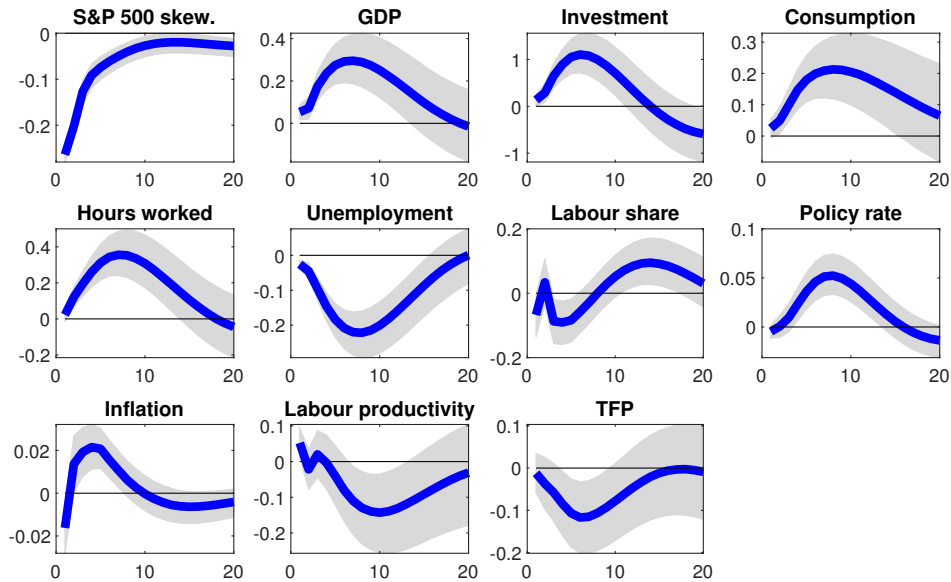 S&P 500 skew.
0
-0.1
-0.2
0 10 20
GDP
0.4
0.2
0
0 10 20
Investment
1
0
-1
0 10 20
Consumption
0.3
0.2
0.1
0
0 10 20
Hours worked
0.4
0.2
0
-0.2
0 10 20
Unemployment
0
-0.1
-0.2
0 10 20
Labour share
0.2
0
-0.2
0 10 20
Policy rate
0.1
0.05
0
0 10 20
Inflation
0.02
0
-0.02
0 10 20
Labour productivity
0.1
0
-0.1
-0.2
0 10 20
TFP
0.1
0
-0.1
-0.2
0 10 20